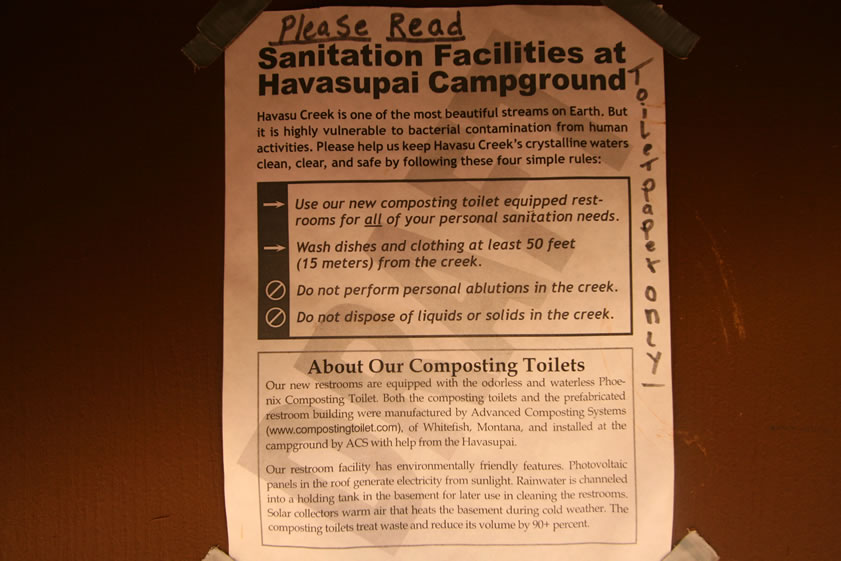 Please Read
Sanitation Facilities at
Havasupai Campground
Havasu Creek is one of the most beautiful streams on Earth. But
it is highly vulnerable to bacterial contamination from human
activities. Please help us keep Havasu Creek's crystalline waters
clean, clear, and safe by following these four simple rules:
→ Use our new composting toilet equipped rest-
rooms for all of your personal sanitation needs.
→ Wash dishes and clothing at least 50 feet
(15 meters) from the creek.
Do not perform personal ablutions in the creek.
Do not dispose of liquids or solids in the creek.
About Our Composting Toilets
Our new restrooms are equipped with the odorless and waterless Phoe-
nix Composting Toilet. Both the composting toilets and the prefabricated
restroom building were manufactured by Advanced Composting Systems
(www.compostingtoilet.com), of Whitefish, Montana, and installed at the
campground by ACS with help from the Havasupai.
Our restroom facility has environmentally friendly features. Photovoltaic
panels in the roof generate electricity from sunlight. Rainwater is channeled
into a holding tank in the basement for later use in cleaning the restrooms.
Solar collectors warm air that heats the basement during cold weather. The
composting toilets treat waste and reduce its volume by 90+ percent.
Toilet paper only!
DRAFT